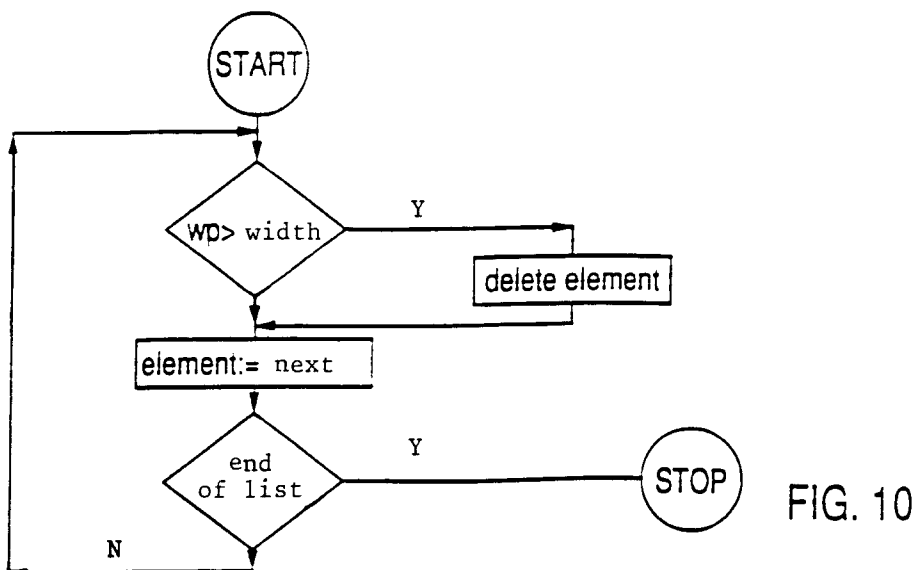 START
wp> width
Y
delete element
element:= next
end
of list
Y
STOP
N
FIG. 10